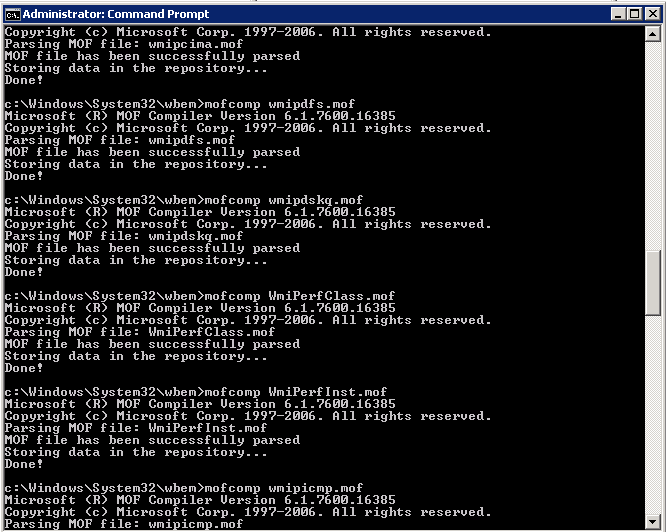 Administrator: Command Prompt
Copyright (c) Microsoft Corp. 1997-2006. All rights reserved.
Parsing MOF file: wmipcima.mof
MOF file has been successfully parsed
Storing data in the repository...
Done!
c:\Windows\System32\wbem>mofcomp wmipdfs.mof
Microsoft (R) MOF Compiler Version 6.1.7600.16385
Copyright (c) Microsoft Corp. 1997-2006. All rights reserved.
Parsing MOF file: wmipdfs.mof
MOF file has been successfully parsed
Storing data in the repository...
Done!
c:\Windows\System32\wbem>mofcomp wmipdskq.mof
Microsoft (R) MOF Compiler Version 6.1.7600.16385
Copyright (c) Microsoft Corp. 1997-2006. All rights reserved.
Parsing MOF file: wmipdskq.mof
MOF file has been successfully parsed
Storing data in the repository...
Done!
c:\Windows\System32\wbem>mofcomp WmiPerfClass.mof
Microsoft (R) MOF Compiler Version 6.1.7600.16385
Copyright (c) Microsoft Corp. 1997-2006. All rights reserved.
Parsing MOF file: WmiPerfClass.mof
MOF file has been successfully parsed
Storing data in the repository...
Done!
c:\Windows\System32\wbem>mofcomp WmiPerfInst.mof
Microsoft (R) MOF Compiler Version 6.1.7600.16385
Copyright (c) Microsoft Corp. 1997-2006. All rights reserved.
Parsing MOF file: WmiPerfInst.mof
MOF file has been successfully parsed
Storing data in the repository...
Done!
c:\Windows\System32\wbem>mofcomp wmipicmp.mof
Microsoft (R) MOF Compiler Version 6.1.7600.16385
Copyright (c) Microsoft Corp. 1997-2006. All rights reserved.
Parsing MOF file: wmipicmp.mof